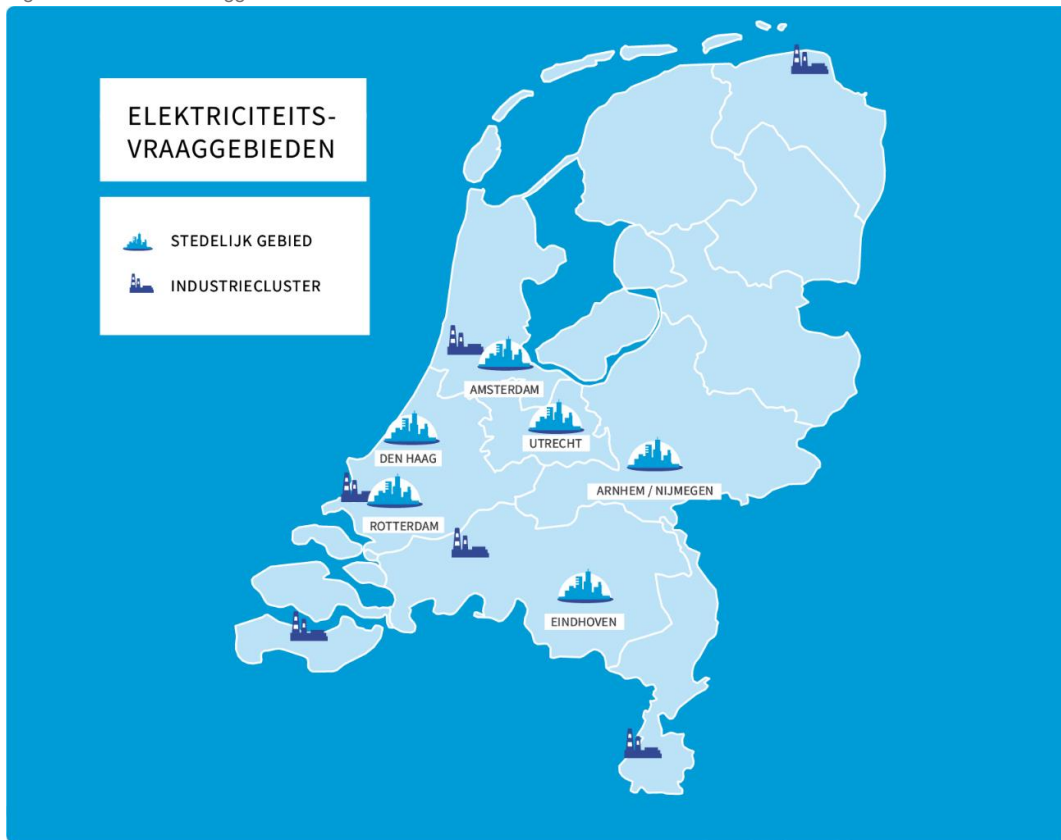 ELEKTRICITEITS-
VRAAGGEBIEDEN
STEDELIJK GEBIED
INDUSTRIECLUSTER
AMSTERDAM
UTRECHT
DEN HAAG
ARNHEM / NIJMEGEN
ROTTERDAM
EINDHOVEN